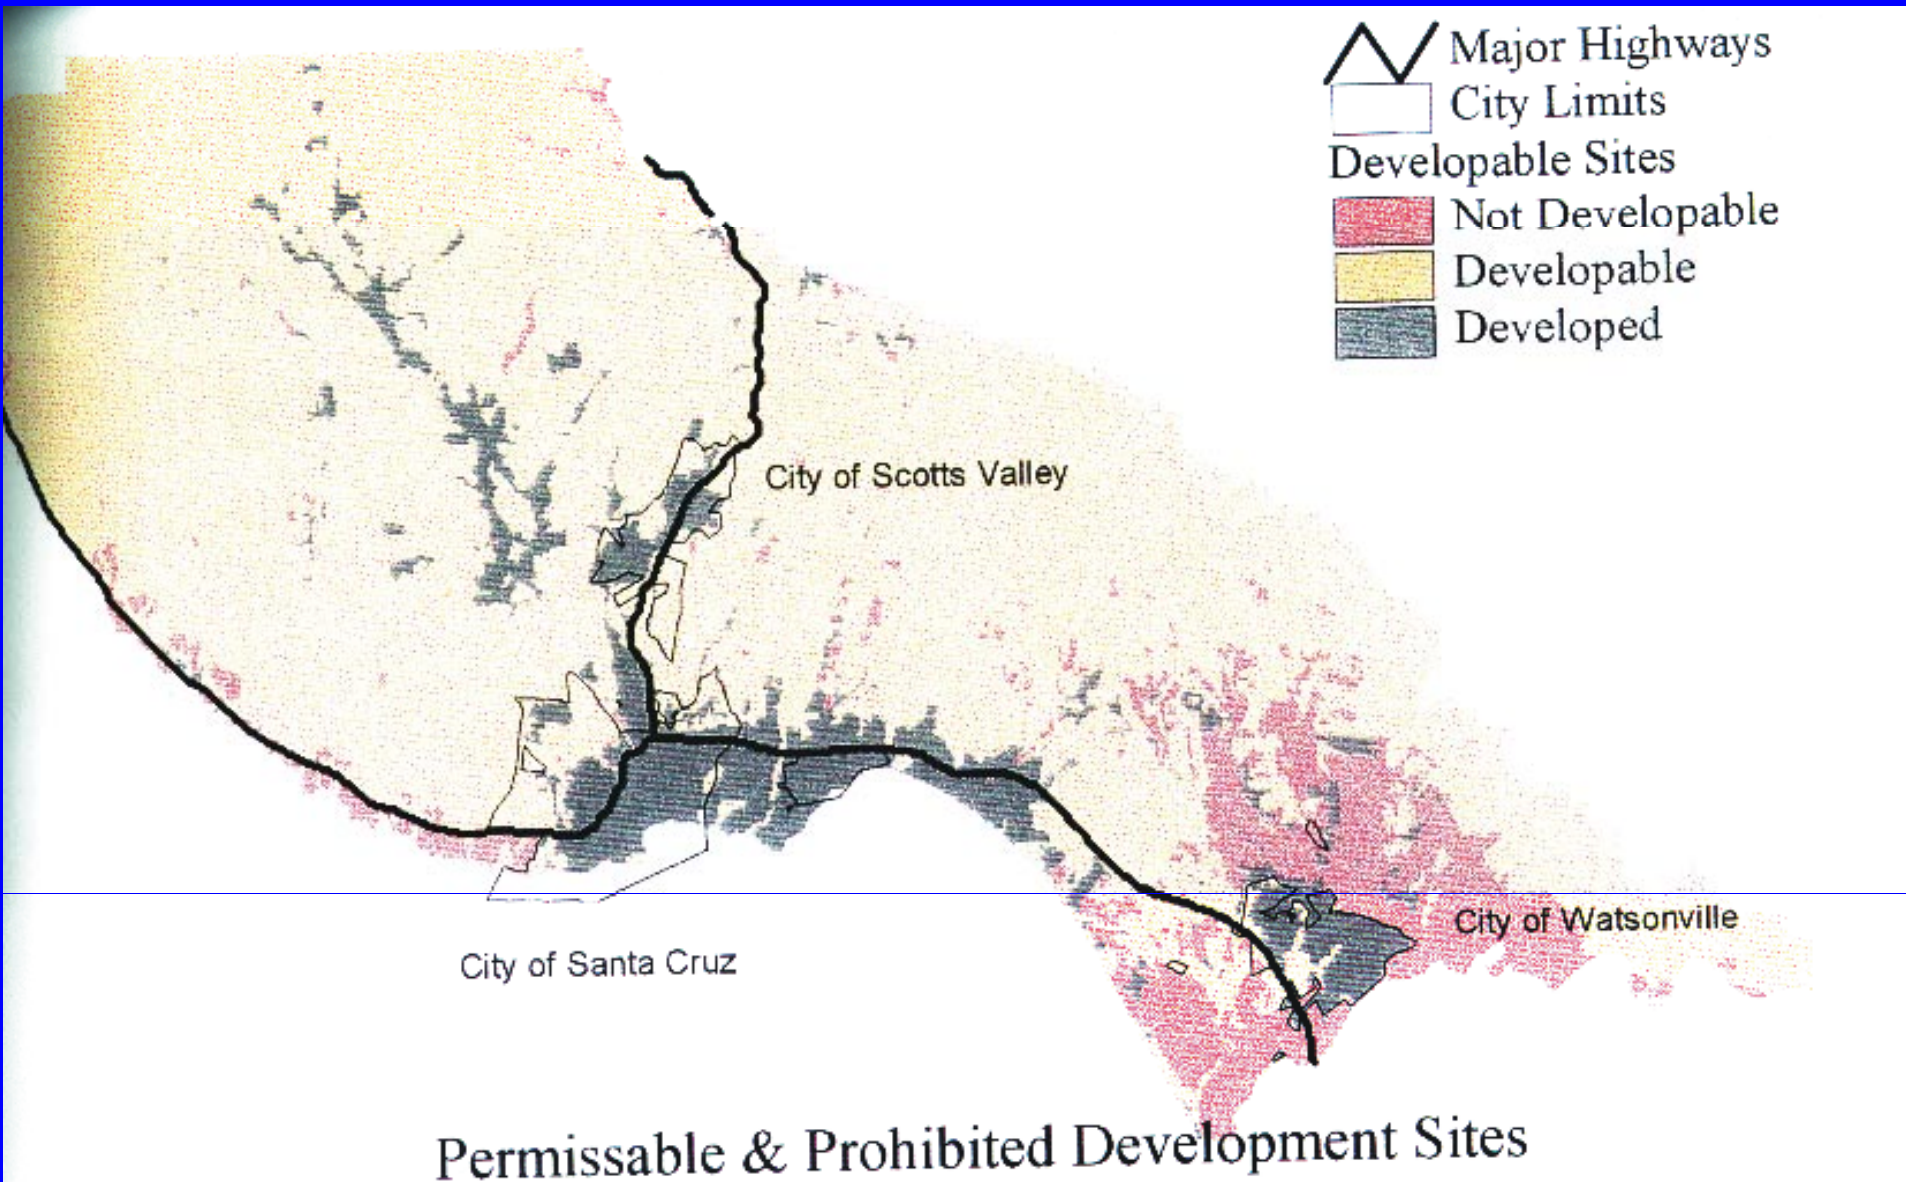 Major Highways
City Limits
Developable Sites
Not Developable
Developable
Developed
City of Scotts Valley
City of Watsonville
City of Santa Cruz
Permissable & Prohibited Development Sites